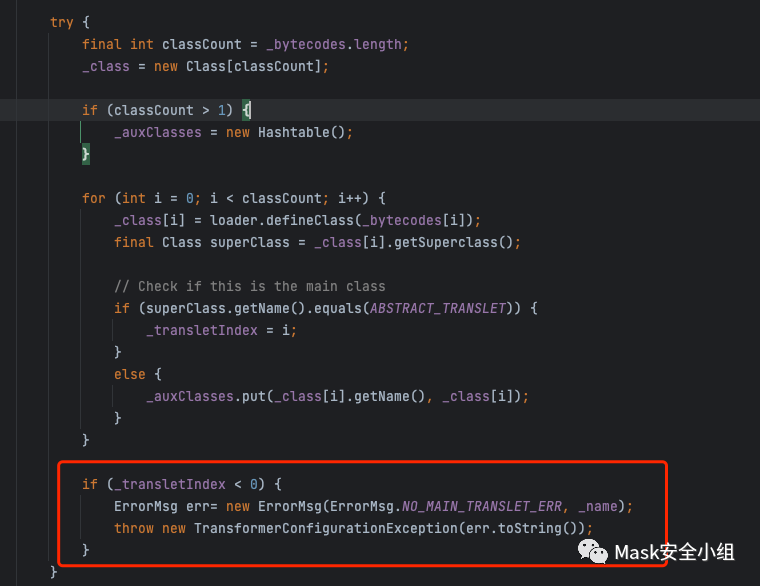 try {
final int classCount = _bytecodes.length;
_class = new Class[classCount];
if (classCount > 1) {
_auxClasses = new Hashtable();
}
for (int i = 0; i < classCount; i++) {
_class[i] = loader.defineClass(_bytecodes[i]);
final Class superClass = _class[i].getSuperclass();
// Check if this is the main class
if (superClass.getName().equals(ABSTRACT_TRANSLET)) {
_transletIndex = i;
}
else {
_auxClasses.put(_class[i].getName(), _class[i]);
}
}
if (_transletIndex < 0) {
ErrorMsg err= new ErrorMsg(ErrorMsg.NO_MAIN_TRANSLET_ERR, _name);
throw new TransformerConfigurationException(err.toString());
}
Mask安全小组
}